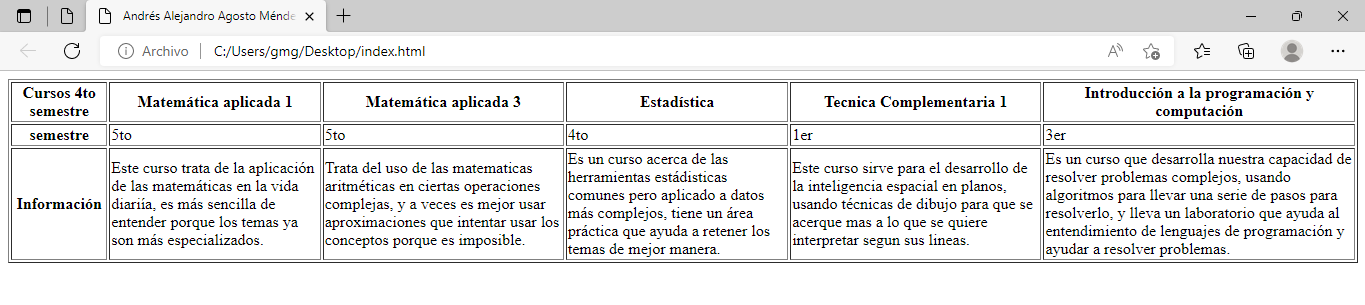 Andrés Alejandro Agosto Ménde
Archivo C:/Users/gmg/Desktop/index.html
Cursos 4to
semestre
Matemática aplicada 1
Matemática aplicada 3
Estadística
Tecnica Complementaria 1
Introducción a la programación y
computación
semestre
5to
5to
4to
1er
3er
Información
Este curso trata de la aplicación
de las matemáticas en la vida
diariía, es más sencilla de
entender porque los temas ya
son más especializados.
Trata del uso de las matematicas
aritméticas en ciertas operaciones
complejas, y a veces es mejor usar
aproximaciones que intentar usar los
conceptos porque es imposible.
Es un curso acerca de las
herramientas estádisticas
comunes pero aplicado a datos
más complejos, tiene un área
práctica que ayuda a retener los
temas de mejor manera.
Este curso sirve para el desarrollo de
la inteligencia espacial en planos,
usando técnicas de dibujo para que se
acerque mas a lo que se quiere
interpretar segun sus lineas.
Es un curso que desarrolla nuestra capacidad de
resolver problemas complejos, usando
algoritmos para llevar una serie de pasos para
resolverlo, y lleva un laboratorio que ayuda al
entendimiento de lenguajes de programación y
ayudar a resolver problemas.